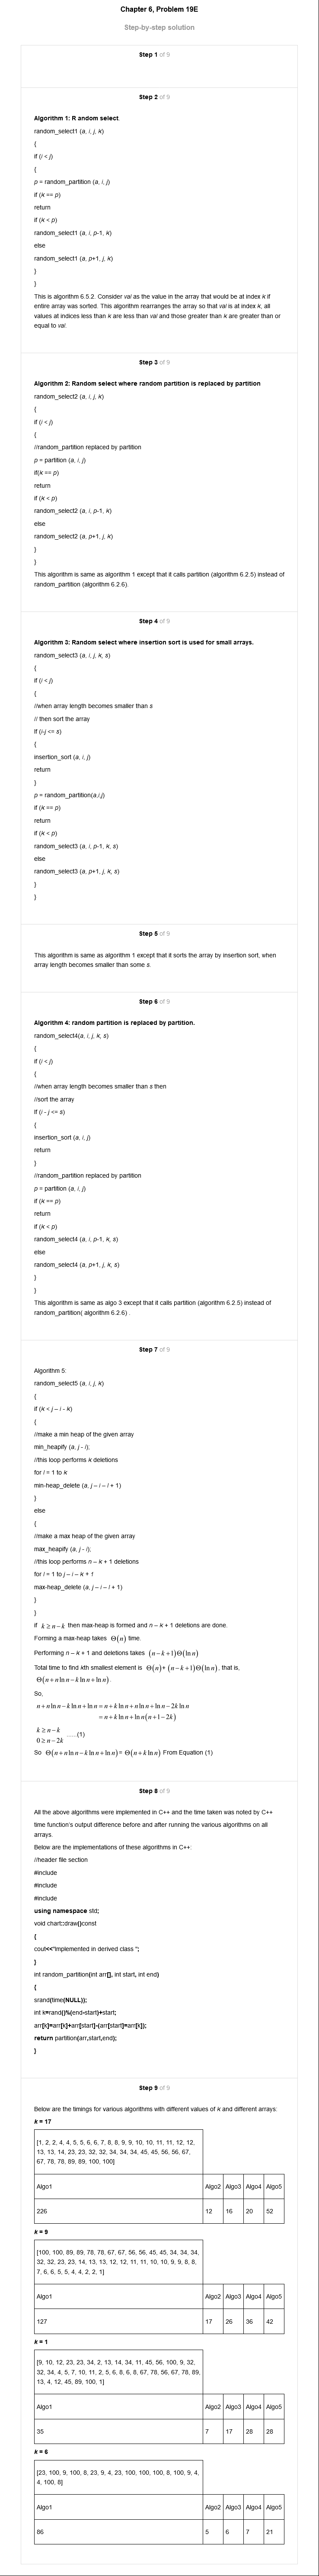 Chapter 6, Problem 19E
Step-by-step solution
Step 1 of 9
Step 2 of 9
Algorithm 1: R andom select.
random_select1 (a, i, j, k)
{
if (i < j)
{
p = random_partition (a, i, j)
if (k == p)
return
if (k < p)
random_select1 (a, i, p-1, k)
else
random_select1 (a, p+1, j, k)
}
}
This is algorithm 6.5.2. Consider val as the value in the array that would be at index k if
entire array was sorted. This algorithm rearranges the array so that val is at index k, all
values at indices less than k are less than val and those greater than k are greater than or
equal to val.
Step 3 of 9
Algorithm 2: Random select where random partition is replaced by partition
random_select2 (a, i, j, k)
{
if (i < j)
{
//random_partition replaced by partition
p = partition (a, i, j)
if(k == p)
return
if (k < p)
random_select2 (a, i, p-1, k)
else
random_select2 (a, p+1, j, k)
}
}
This algorithm is same as algorithm 1 except that it calls partition (algorithm 6.2.5) instead of
random_partition (algorithm 6.2.6).
Step 4 of 9
Algorithm 3: Random select where insertion sort is used for small arrays.
random_select3 (a, i, j, k, s)
{
if (i < j)
{
//when array length becomes smaller than s
// then sort the array
If (i-j <= s)
{
insertion_sort (a, i, j)
return
}
p = random_partition(a,i,j)
if (k == p)
return
if (k < p)
random_select3 (a, i, p-1, k, s)
else
random_select3 (a, p+1, j, k, s)
}
}
Step 5 of 9
This algorithm is same as algorithm 1 except that it sorts the array by insertion sort, when
array length becomes smaller than some s.
Step 6 of 9
Algorithm 4: random partition is replaced by partition.
random_select4(a, i, j, k, s)
{
if (i < j)
{
//when array length becomes smaller than s then
//sort the array
If (i - j <= s)
{
insertion_sort (a, i, j)
return
}
//random_partition replaced by partition
p = partition (a, i, j)
if (k == p)
return
if (k < p)
random_select4 (a, i, p-1, k, s)
else
random_select4 (a, p+1, j, k, s)
}
}
This algorithm is same as algo 3 except that it calls partition (algorithm 6.2.5) instead of
random_partition( algorithm 6.2.6) .
Step 7 of 9
Algorithm 5:
random_select5 (a, i, j, k)
{
if (k < j – i - k)
{
//make a min heap of the given array
min_heapify (a, j - i);
//this loop performs k deletions
for i = 1 to k
min-heap_delete (a, j – i – i + 1)
}
else
{
//make a max heap of the given array
max_heapify (a, j - i);
//this loop performs n – k + 1 deletions
for i = 1 to j – i – k + 1
max-heap_delete (a, j – i – i + 1)
}
}
If k ≥ n – k then max-heap is formed and n – k + 1 deletions are done.
Forming a max-heap takes Θ(n) time.
Performing n – k + 1 and deletions takes (n – k +1)Θ(ln n)
Total time to find kth smallest element is Θ(n)+ (n – k +1)Θ(ln n), that is,
Θ(n + n ln n – k ln n + ln n).
So,
n + n ln n – k ln n + ln n = n + k ln n + n ln n + ln n – 2k ln n
= n + k ln n + ln n(n +1 – 2k)
k ≥ n – k
0 ≥ n – 2k ......(1)
So Θ(n + n ln n – k ln n + ln n)= Θ(n + k ln n) From Equation (1)
Step 8 of 9
All the above algorithms were implemented in C++ and the time taken was noted by C++
time function's output difference before and after running the various algorithms on all
arrays.
Below are the implementations of these algorithms in C++:
//header file section
#include
#include
#include
using namespace std;
void chart::draw()const
{
cout<<"Implemented in derived class ";
}
int random_partition(int arr[], int start, int end)
{
srand(time(NULL));
int k=rand()%(end-start)+start;
arr[k]=arr[k]+arr[start]-(arr[start]=arr[k]);
return partition(arr,start,end);
}
Step 9 of 9
Below are the timings for various algorithms with different values of k and different arrays:
k = 17
[1, 2, 2, 4, 4, 5, 5, 6, 6, 7, 8, 8, 9, 9, 10, 10, 11, 11, 12, 12,
13, 13, 14, 23, 23, 32, 32, 34, 34, 34, 45, 45, 56, 56, 67,
67, 78, 78, 89, 89, 100, 100]
Algo1 Algo2 Algo3 Algo4 Algo5
226 12 16 20 52
k = 9
[100, 100, 89, 89, 78, 78, 67, 67, 56, 56, 45, 45, 34, 34, 34,
32, 32, 23, 23, 14, 13, 13, 12, 12, 11, 11, 10, 10, 9, 9, 8, 8,
7, 6, 6, 5, 5, 4, 4, 2, 2, 1]
Algo1 Algo2 Algo3 Algo4 Algo5
127 17 26 36 42
k = 1
[9, 10, 12, 23, 23, 34, 2, 13, 14, 34, 11, 45, 56, 100, 9, 32,
32, 34, 4, 5, 7, 10, 11, 2, 5, 6, 8, 6, 8, 67, 78, 56, 67, 78, 89,
13, 4, 12, 45, 89, 100, 1]
Algo1 Algo2 Algo3 Algo4 Algo5
35 7 17 28 28
k = 6
[23, 100, 9, 100, 8, 23, 9, 4, 23, 100, 100, 100, 8, 100, 9, 4,
4, 100, 8]
Algo1 Algo2 Algo3 Algo4 Algo5
86 5 6 7 21